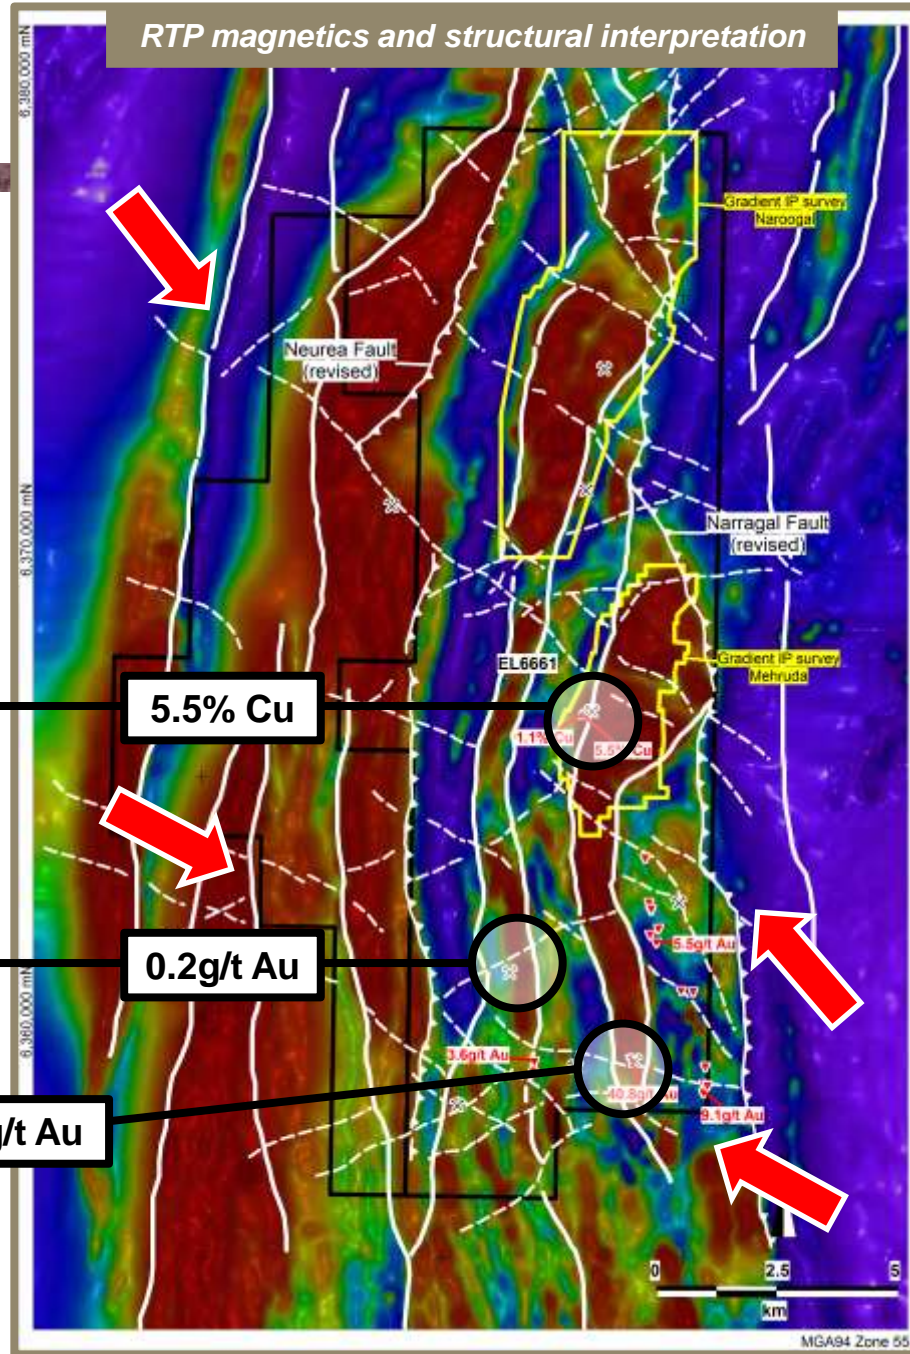 RTP magnetics and structural interpretation
6,380,000 mN
Gradient IP survey
Naroogal
Neurea Fault
(revised)
6,370,000 mN
Narragal Fault
(revised)
EL6661
Gradient IP survey
Mehruda
5.5% Cu
1.1% Cu
5.5% Cu
5.5g/t Au
0.2g/t Au
6,360,000 mN
3.6g/t Au
40.8g/t Au
9.1g/t Au
g/t Au
0 2.5 5
km
MGA94 Zone 55